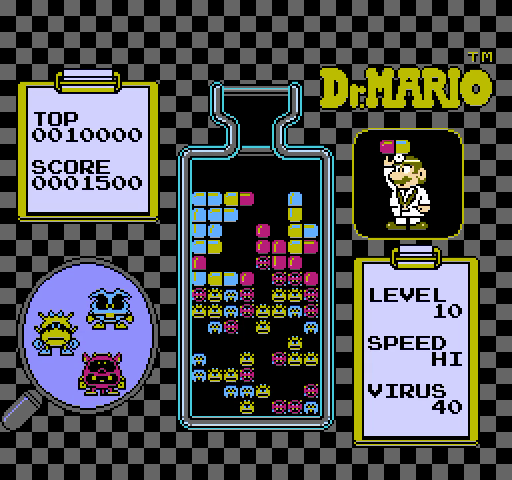 TOP
0010000
SCORE
0001500
Dr. MARIO
TM
LEVEL
10
SPEED
HI
VIRUS
40